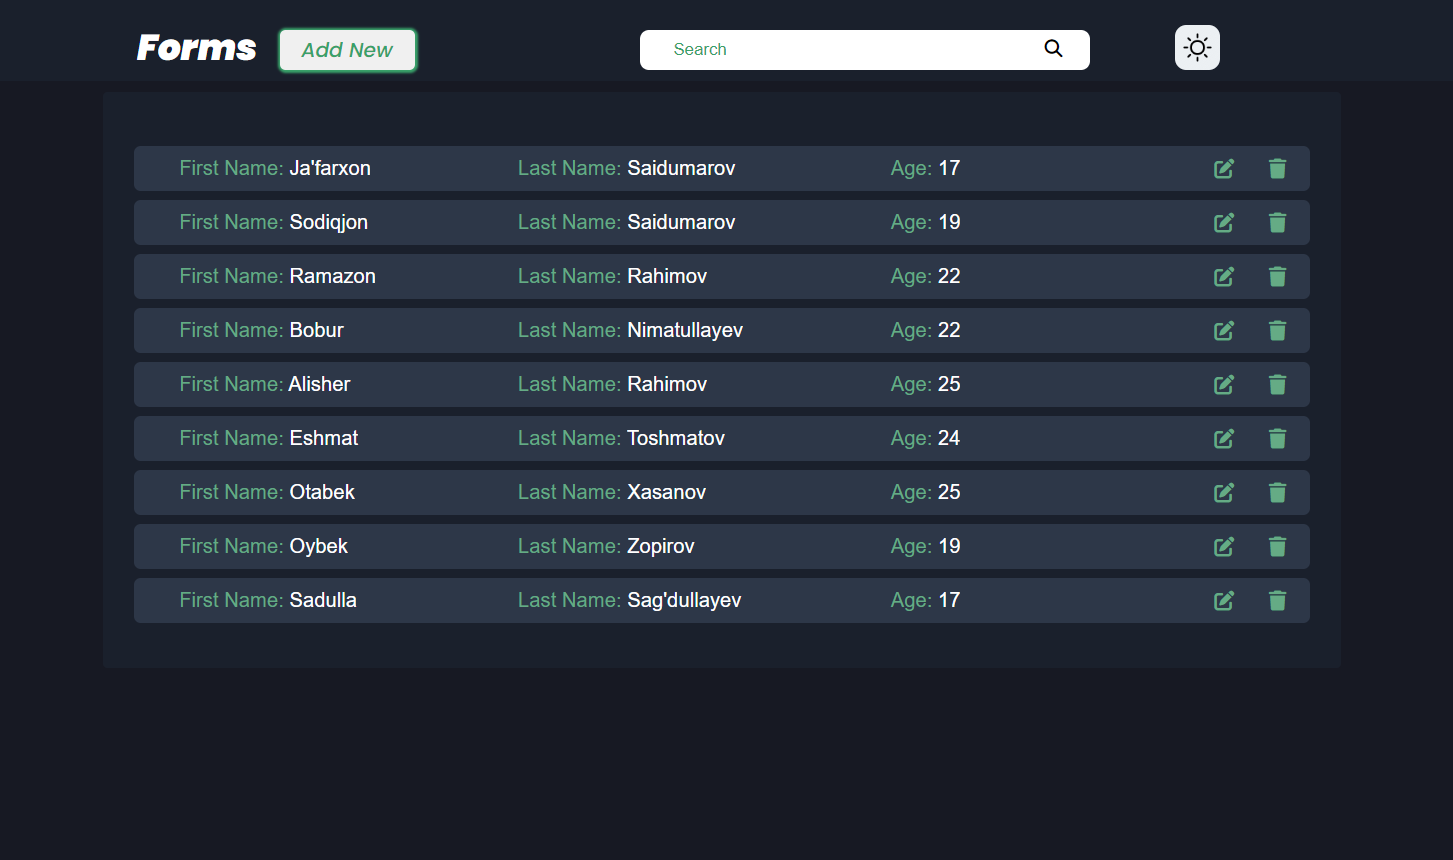 Forms Add New Search
First Name: Ja'farxon Last Name: Saidumarov Age: 17
First Name: Sodiqjon Last Name: Saidumarov Age: 19
First Name: Ramazon Last Name: Rahimov Age: 22
First Name: Bobur Last Name: Nimatullayev Age: 22
First Name: Alisher Last Name: Rahimov Age: 25
First Name: Eshmat Last Name: Toshmatov Age: 24
First Name: Otabek Last Name: Xasanov Age: 25
First Name: Oybek Last Name: Zopirov Age: 19
First Name: Sadulla Last Name: Sag'dullayev Age: 17